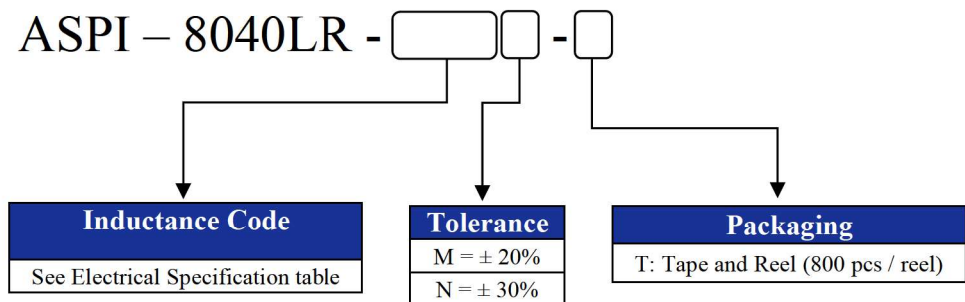 ASPI – 8040LR - -
Inductance Code
See Electrical Specification table
Tolerance
M = ± 20%
N = ± 30%
Packaging
T: Tape and Reel (800 pcs / reel)